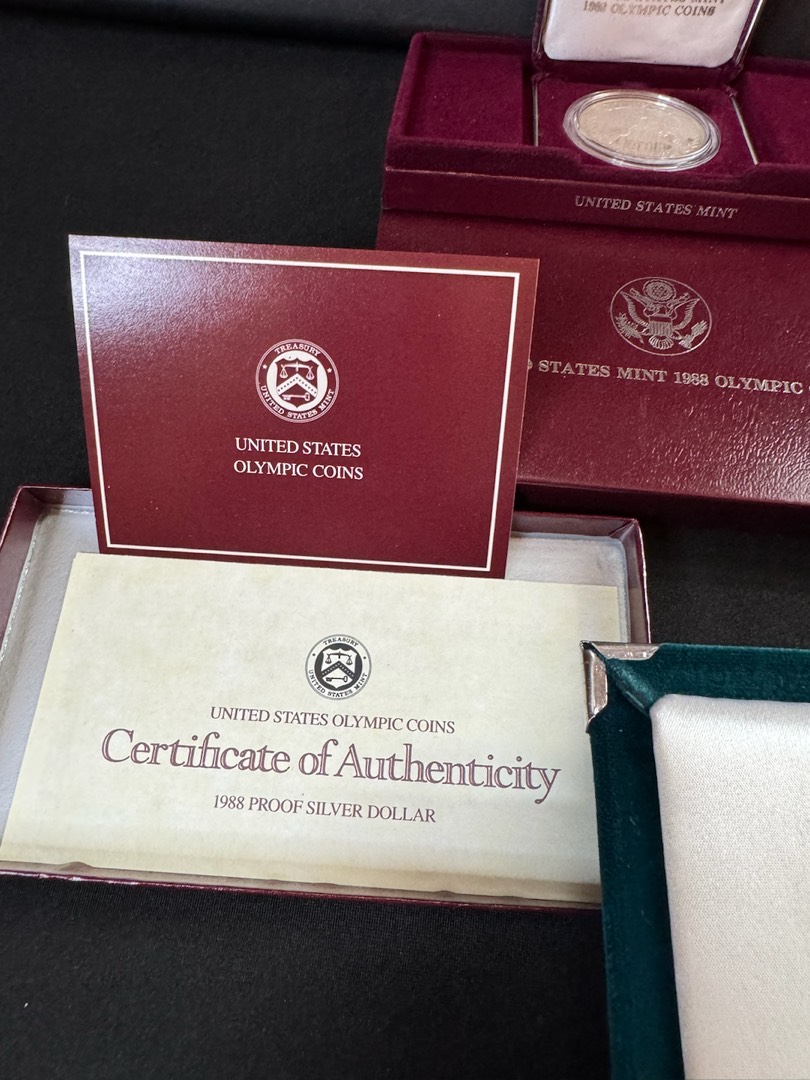 1988 OLYMPIC COINS
UNITED STATES MINT
STATES MINT 1988 OLYMPIC
TREASURY
UNITED STATES MINT
UNITED STATES
OLYMPIC COINS
TREASURY
UNITED STATES MINT
UNITED STATES OLYMPIC COINS
Certificate of Authenticity
1988 PROOF SILVER DOLLAR